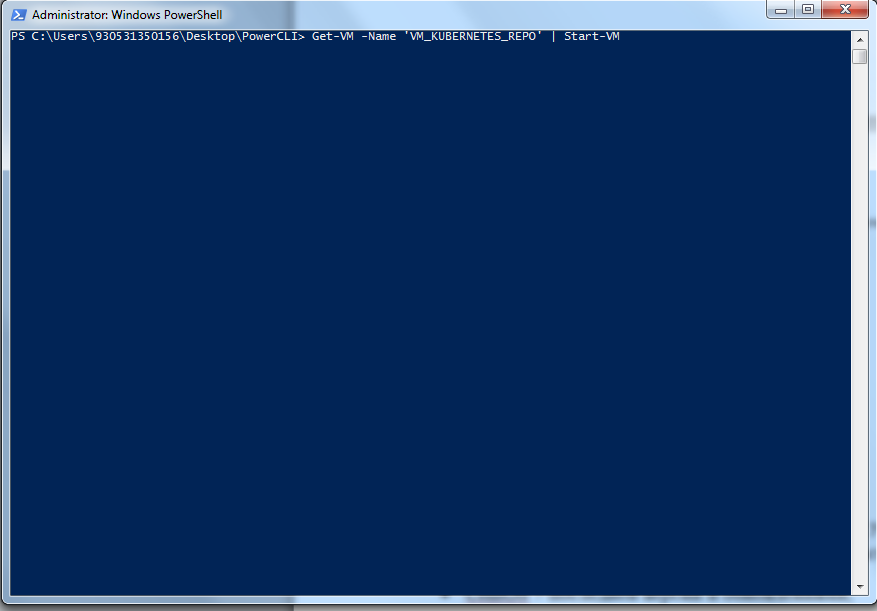 Administrator: Windows PowerShell
PS C:\Users\930531350156\Desktop\PowerCLI> Get-VM -Name 'VM_KUBERNETES_REPO' | Start-VM